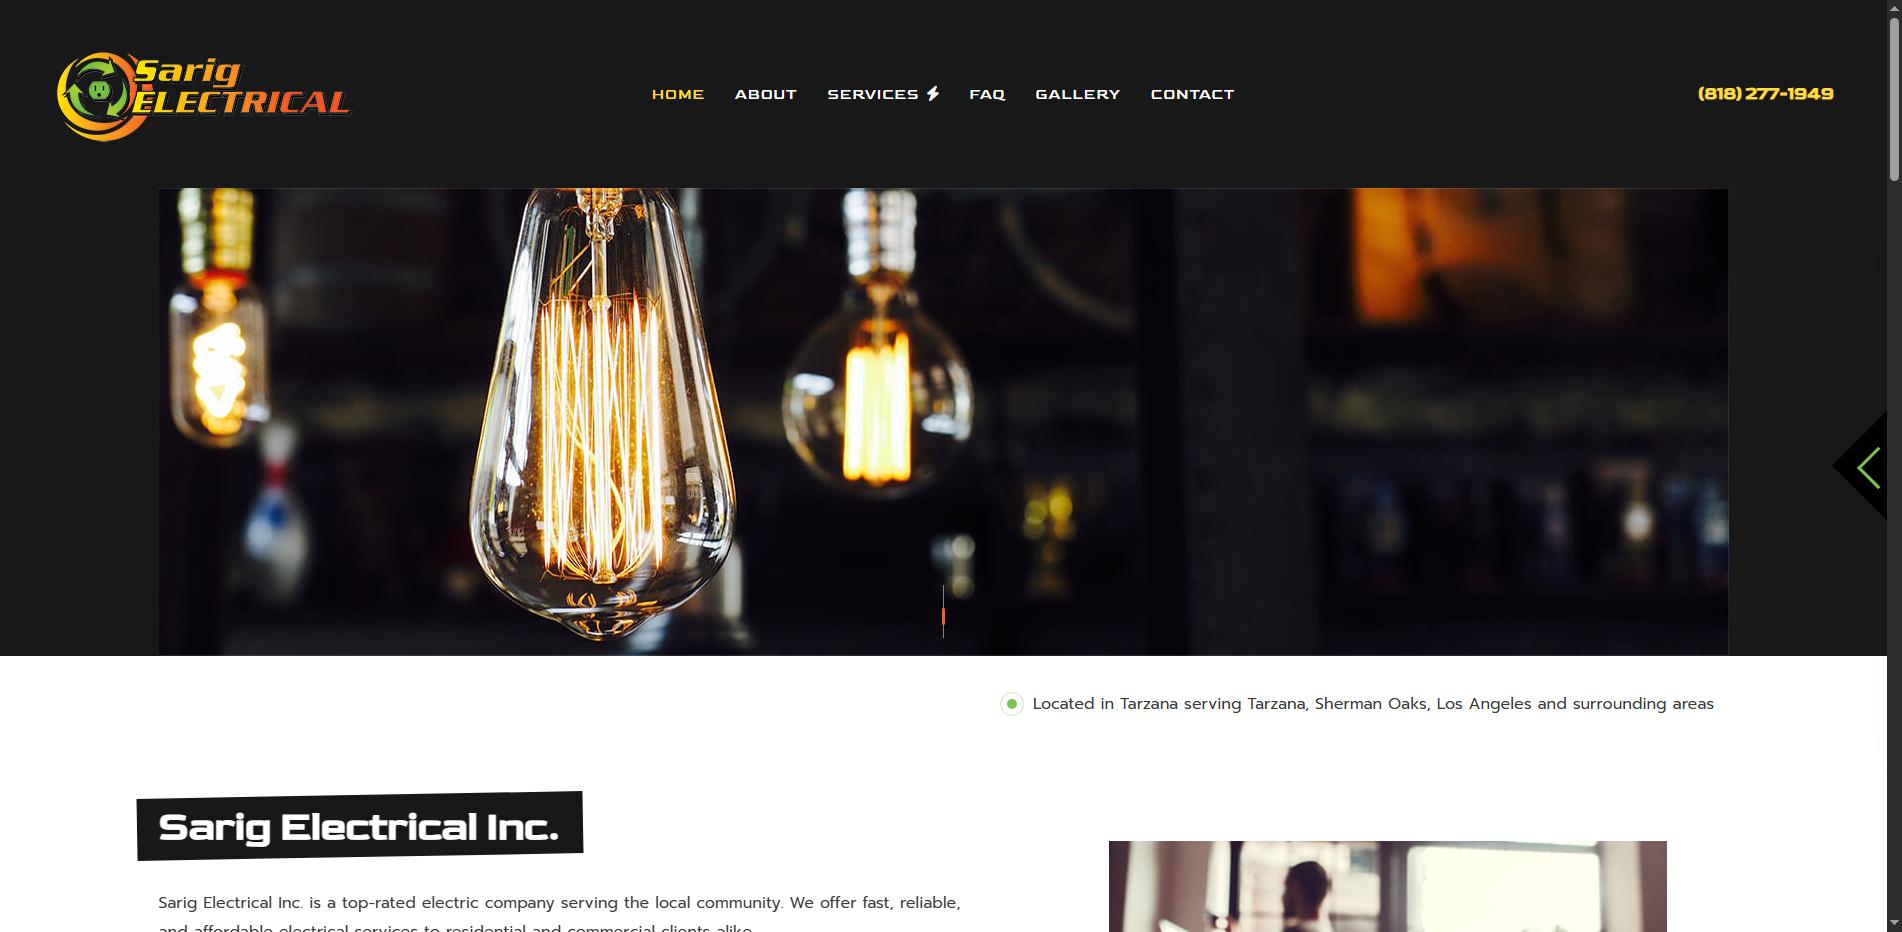 Sarig
ELECTRICAL
HOME ABOUT SERVICES FAQ GALLERY CONTACT
(818) 277-1949
Located in Tarzana serving Tarzana, Sherman Oaks, Los Angeles and surrounding areas
Sarig Electrical Inc.
Sarig Electrical Inc. is a top-rated electric company serving the local community. We offer fast, reliable,
and affordable electrical services to residential and commercial clients alike.